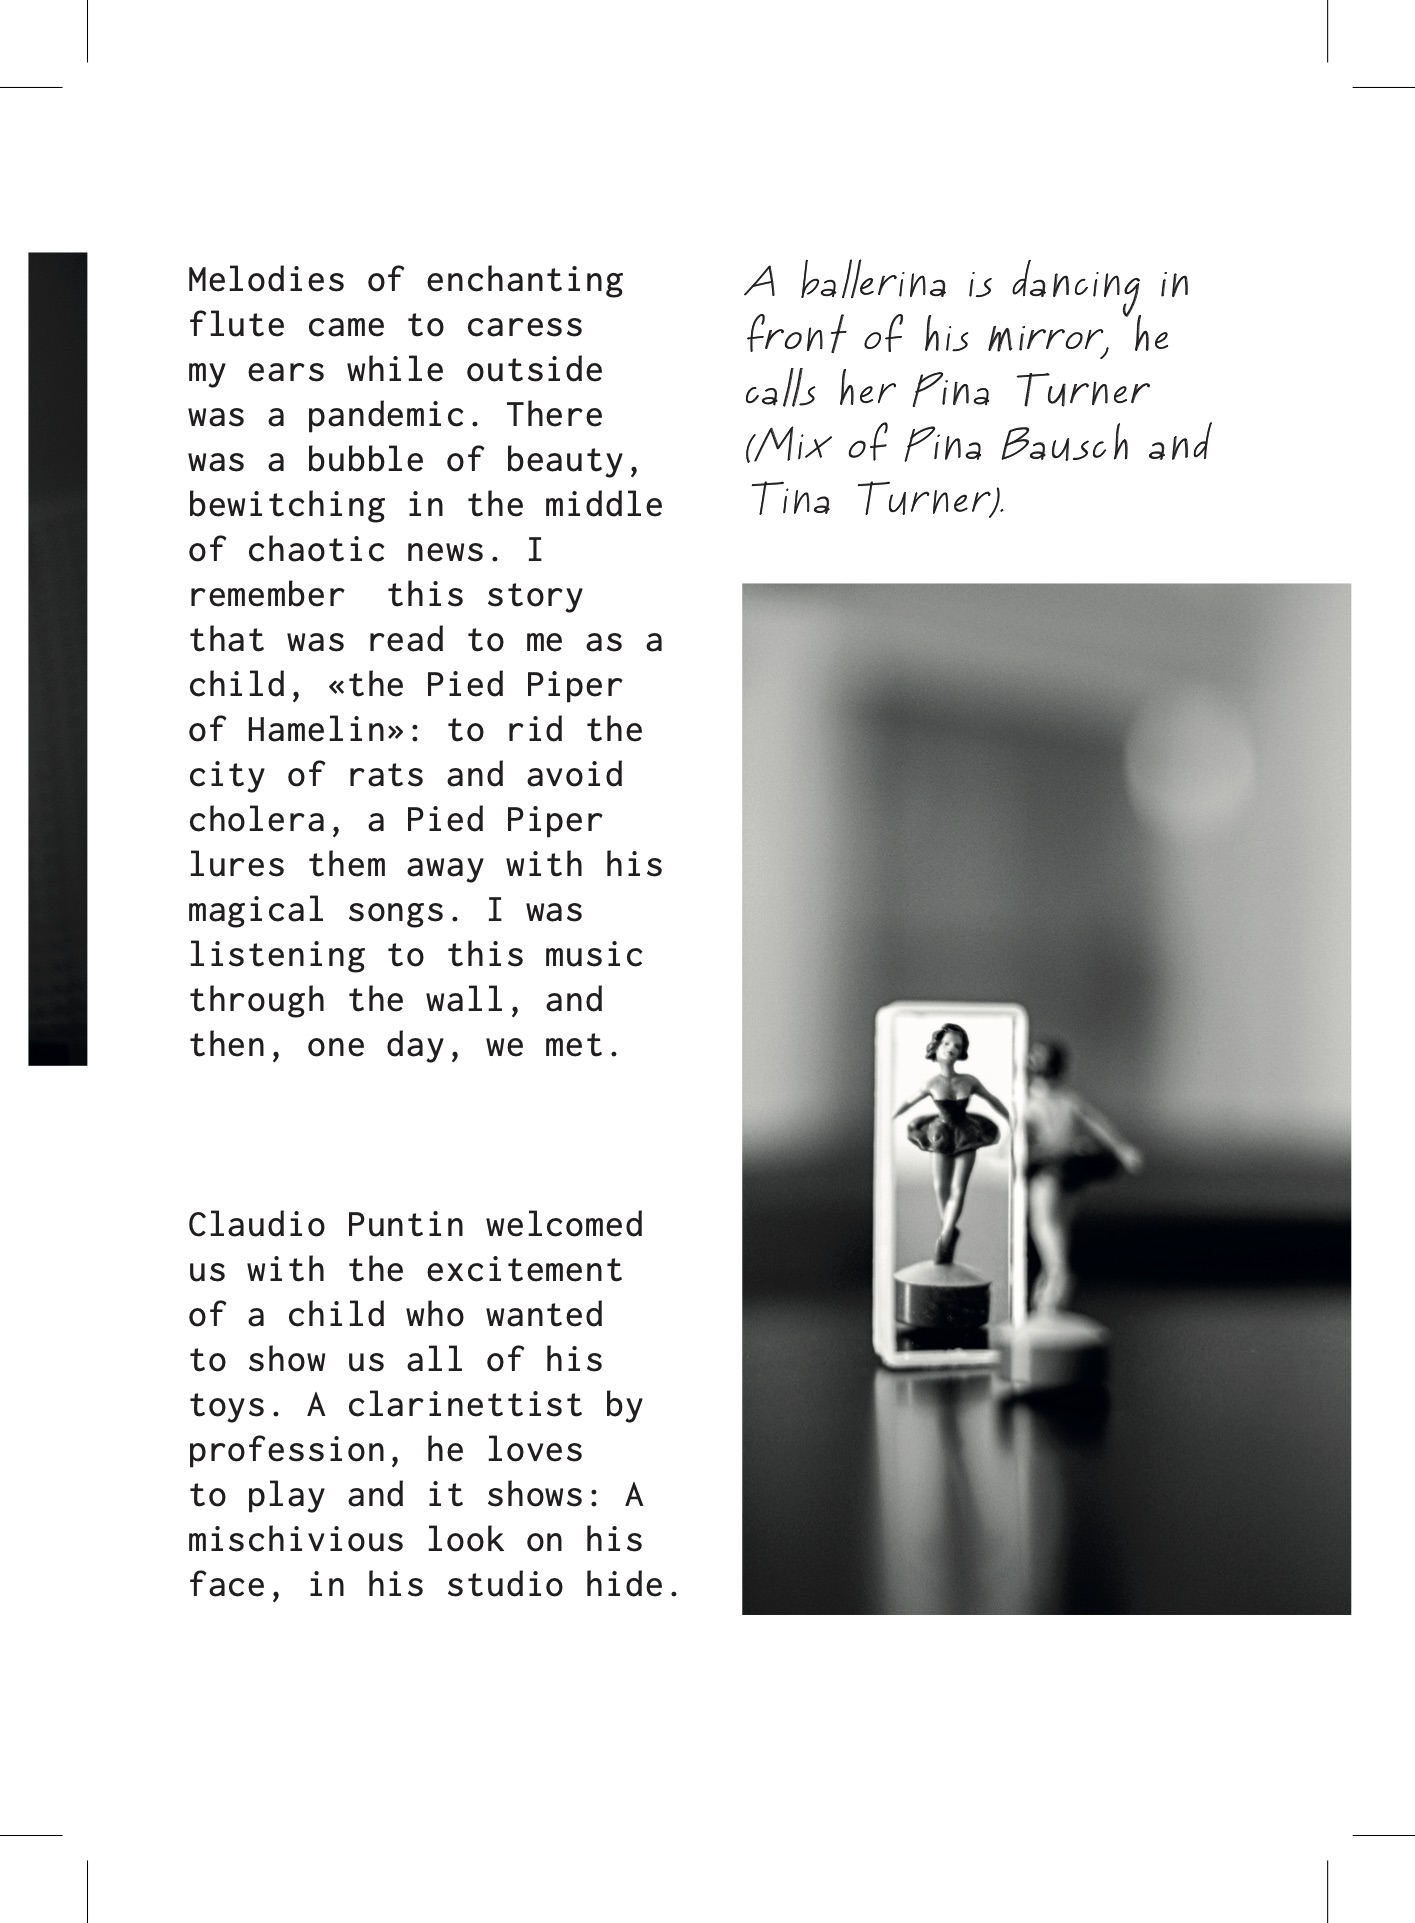 Melodies of enchanting
flute came to caress
my ears while outside
was a pandemic. There
was a bubble of beauty,
bewitching in the middle
of chaotic news. I
remember  this story
that was read to me as a
child, «the Pied Piper
of Hamelin»: to rid the
city of rats and avoid
cholera, a Pied Piper
lures them away with his
magical songs. I was
listening to this music
through the wall, and
then, one day, we met.
Claudio Puntin welcomed
us with the excitement
of a child who wanted
to show us all of his
toys. A clarinettist by
profession, he loves
to play and it shows: A
mischivious look on his
face, in his studio hide.
A ballerina is dancing in
front of his mirror, he
calls her Pina Turner
(Mix of Pina Bausch and
Tina Turner).